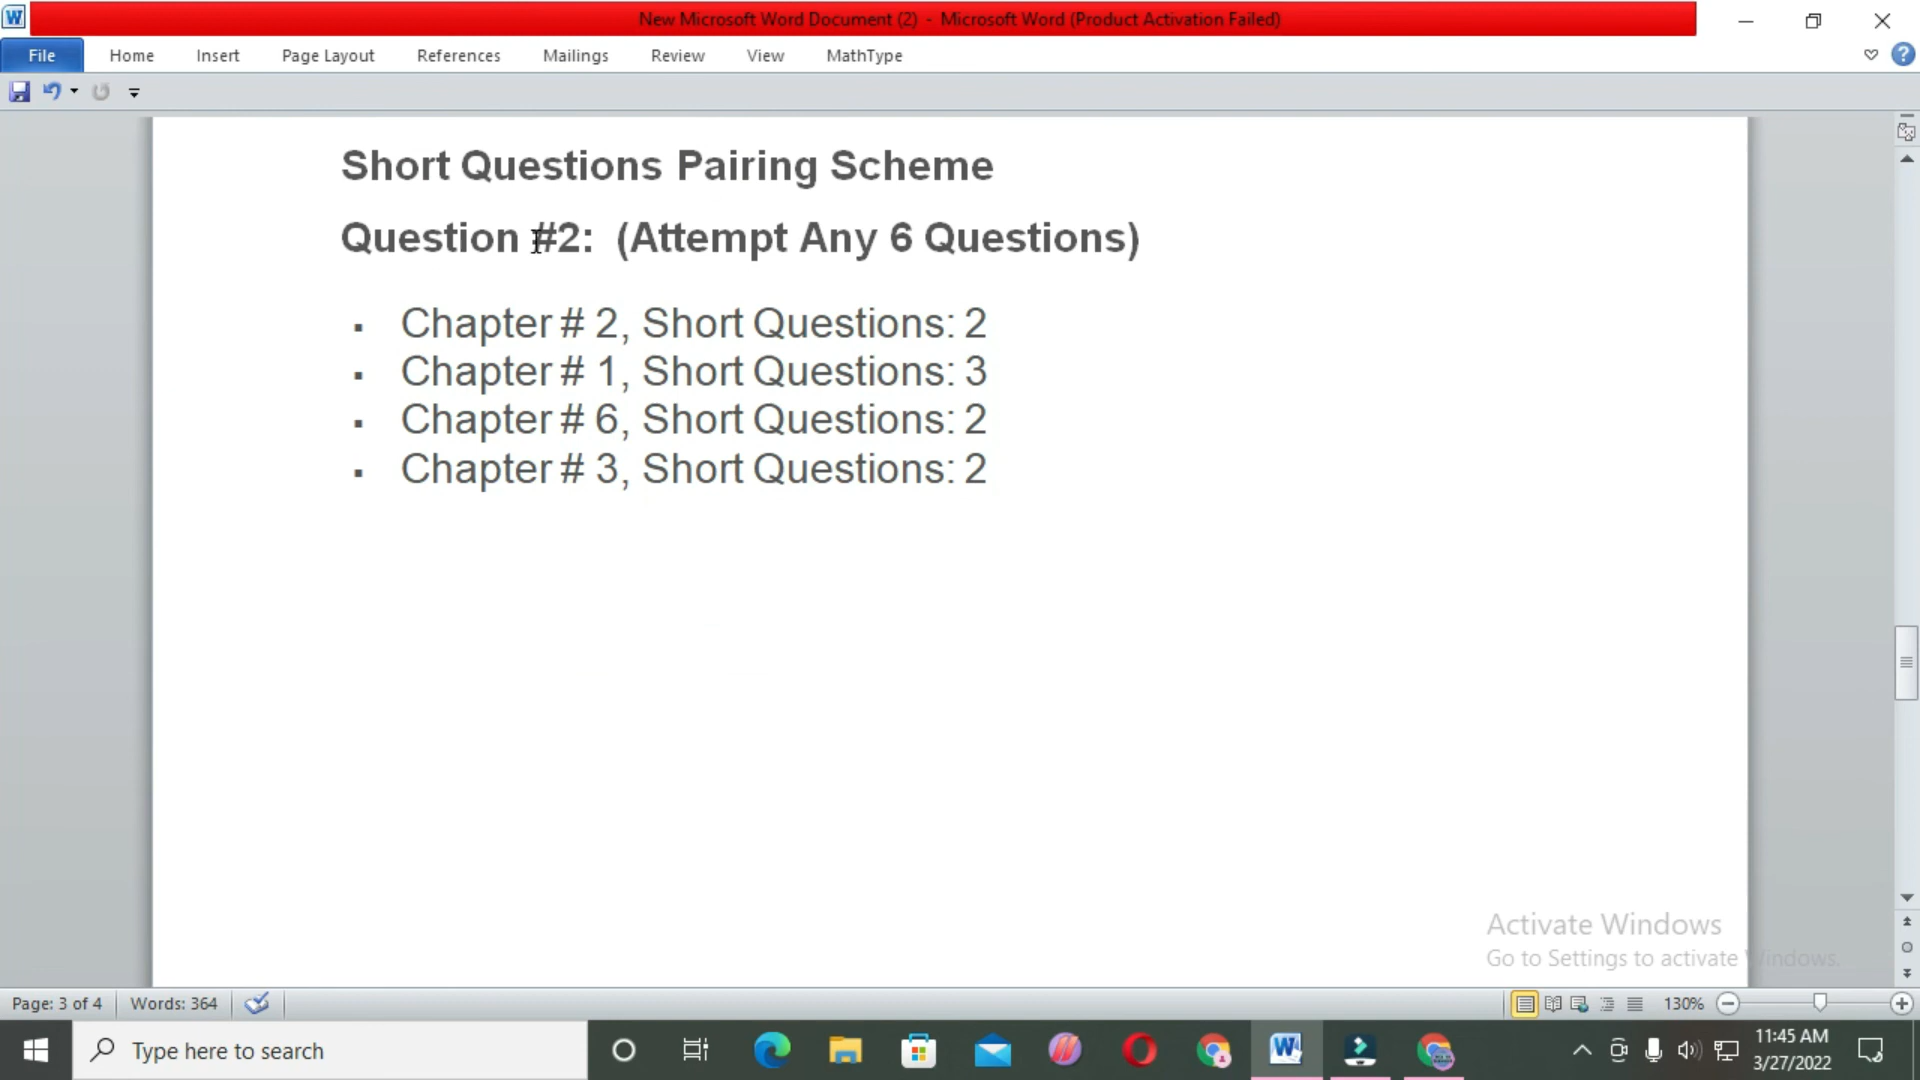 New Microsoft Word Document (2) - Microsoft Word (Product Activation Failed)
File Home Insert Page Layout References Mailings Review View MathType
Short Questions Pairing Scheme
Question #2: (Attempt Any 6 Questions)
▪ Chapter # 2, Short Questions: 2
▪ Chapter # 1, Short Questions: 3
▪ Chapter # 6, Short Questions: 2
▪ Chapter # 3, Short Questions: 2
Activate Windows
Go to Settings to activate Windows.
Page: 3 of 4 Words: 364 130%
Type here to search
11:45 AM
3/27/2022